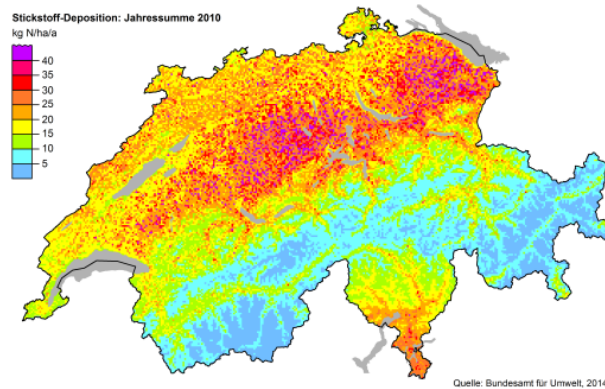 Stickstoff-Deposition: Jahressumme 2010
kg N/ha/a
40
35
30
25
20
15
10
5
Quelle: Bundesamt für Umwelt, 2014